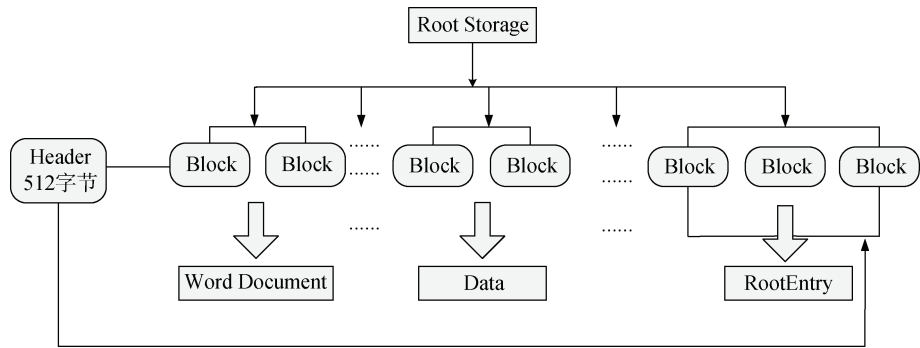 Root Storage
Header
512字节
Block
Block
......
......
......
Block
Block
......
......
......
Block
Block
Block
Word Document
Data
RootEntry